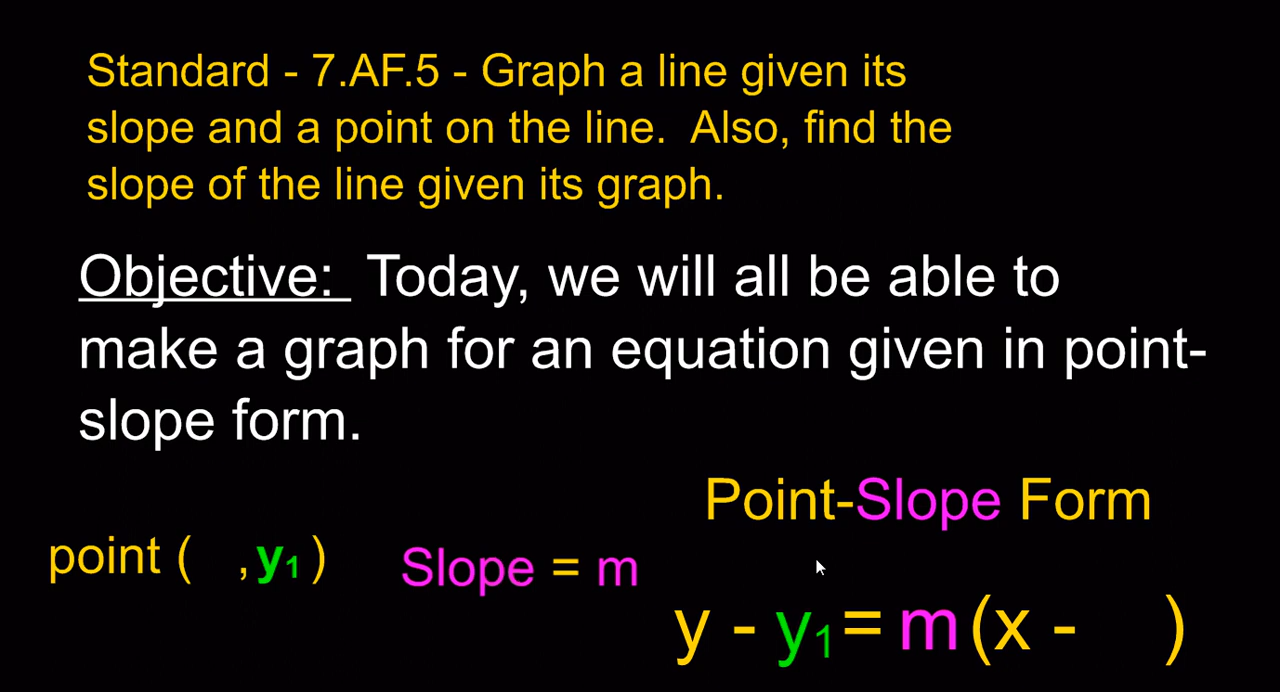 Standard - 7.AF.5 - Graph a line given its
slope and a point on the line.  Also, find the
slope of the line given its graph.
Objective:  Today, we will all be able to
make a graph for an equation given in point-
slope form.
Point-Slope Form
point (   , y₁ )
Slope = m
y - y₁ = m(x -    )